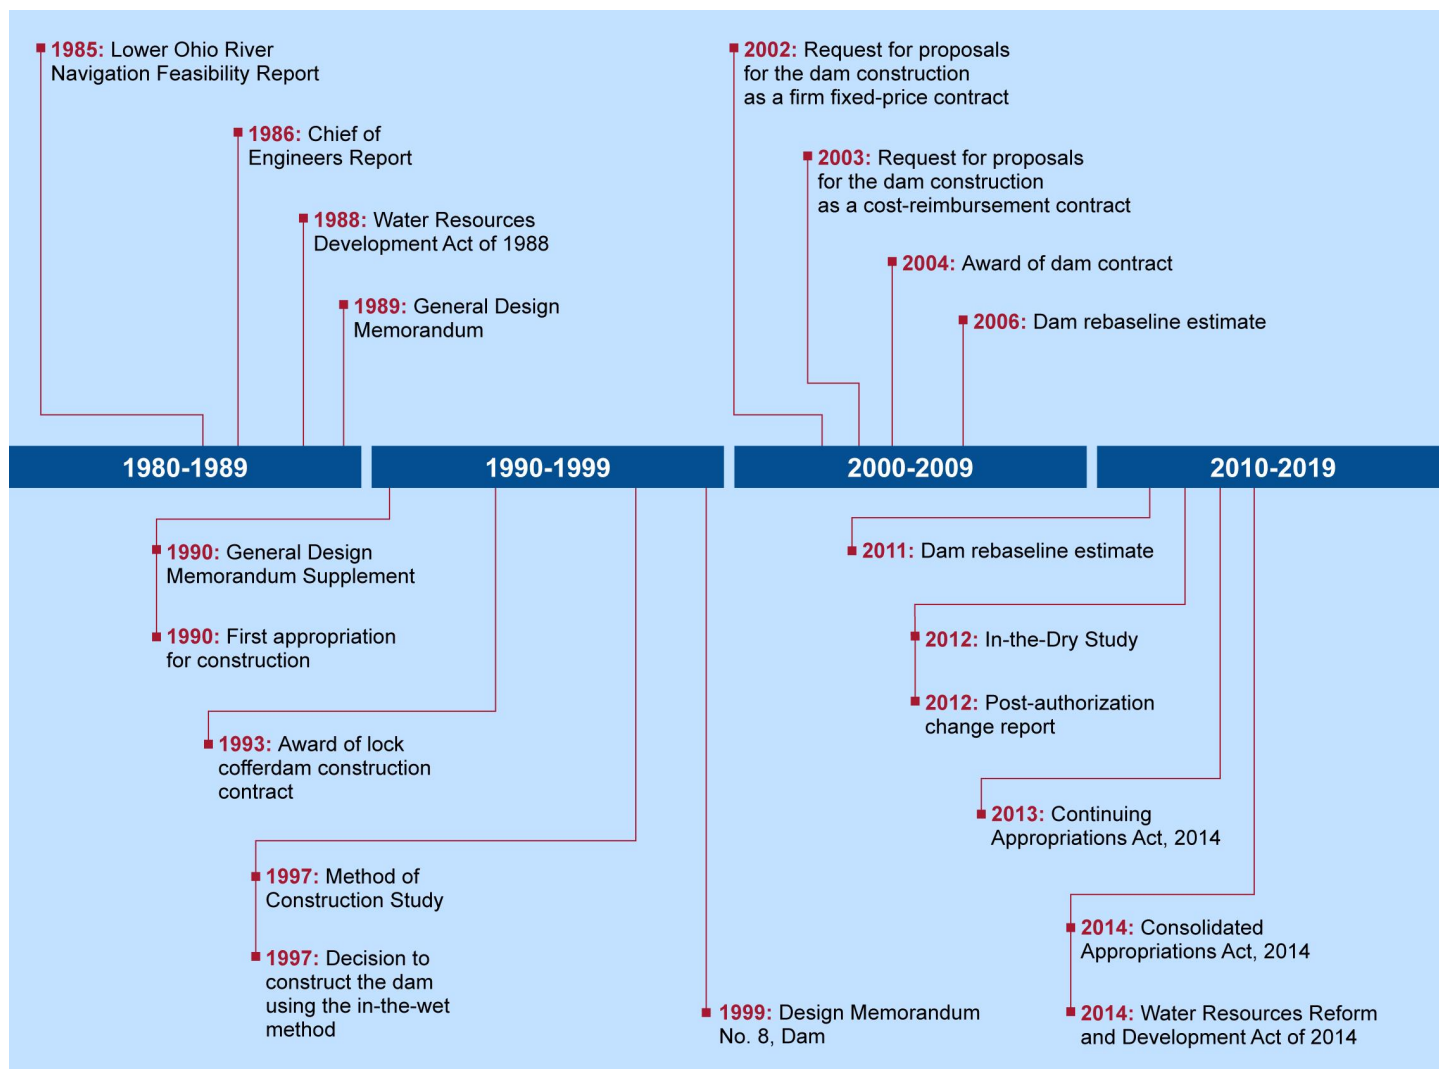 1985: Lower Ohio River
Navigation Feasibility Report
1986: Chief of
Engineers Report
1988: Water Resources
Development Act of 1988
1989: General Design
Memorandum
2002: Request for proposals
for the dam construction
as a firm fixed-price contract
2003: Request for proposals
for the dam construction
as a cost-reimbursement contract
2004: Award of dam contract
2006: Dam rebaseline estimate
1980-1989
1990-1999
2000-2009
2010-2019
1990: General Design
Memorandum Supplement
1990: First appropriation
for construction
1993: Award of lock
cofferdam construction
contract
1997: Method of
Construction Study
1997: Decision to
construct the dam
using the in-the-wet
method
1999: Design Memorandum
No. 8, Dam
2011: Dam rebaseline estimate
2012: In-the-Dry Study
2012: Post-authorization
change report
2013: Continuing
Appropriations Act, 2014
2014: Consolidated
Appropriations Act, 2014
2014: Water Resources Reform
and Development Act of 2014